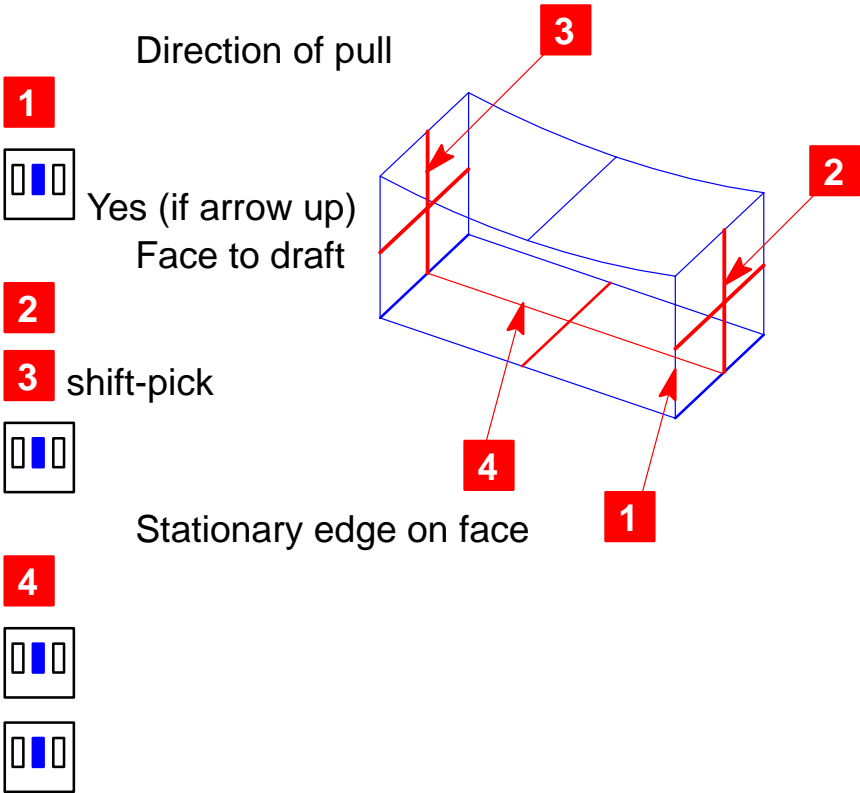 Direction of pull
3
1
2
Yes (if arrow up)
Face to draft
2
3 shift-pick
4
1
Stationary edge on face
4